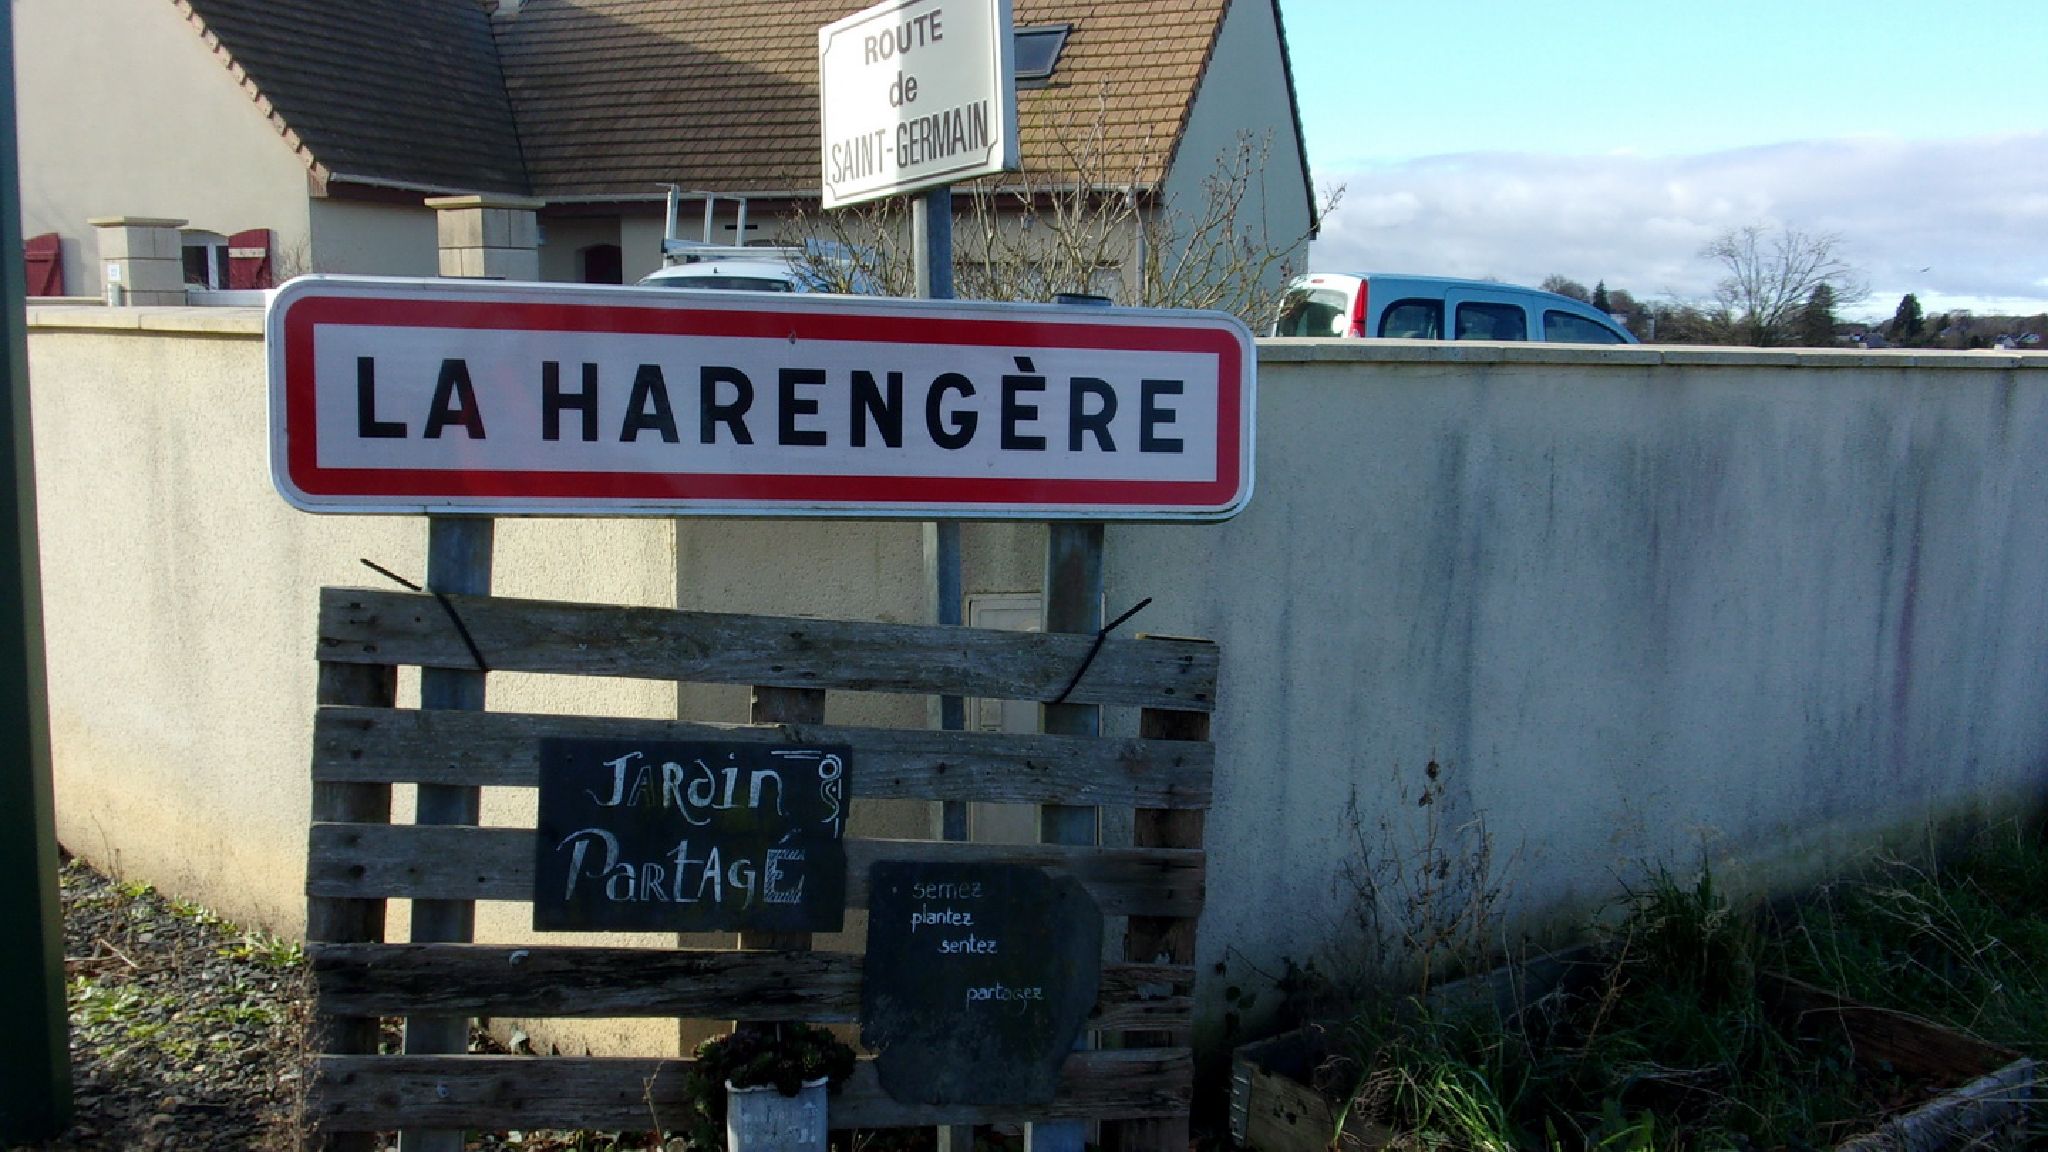 ROUTE
de
SAINT-GERMAIN
LA HARENGÈRE
JARdin
PaRtAgÉ
semez
plantez
sentez
partagez